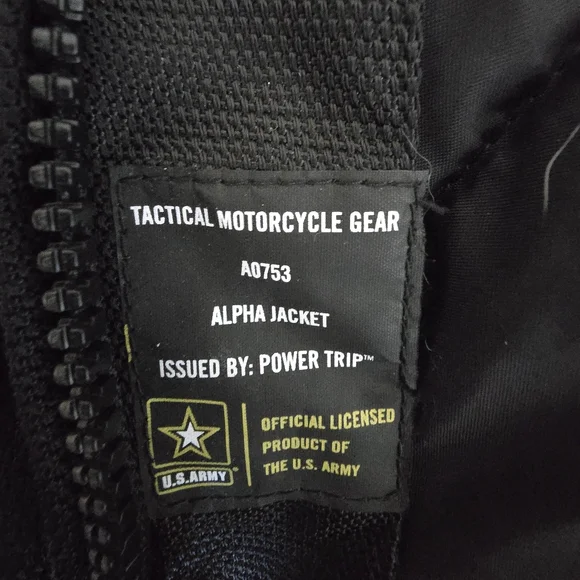 TACTICAL MOTORCYCLE GEAR
A0753
ALPHA JACKET
ISSUED BY: POWER TRIP™
U.S.ARMY
OFFICIAL LICENSED
PRODUCT OF
THE U.S. ARMY